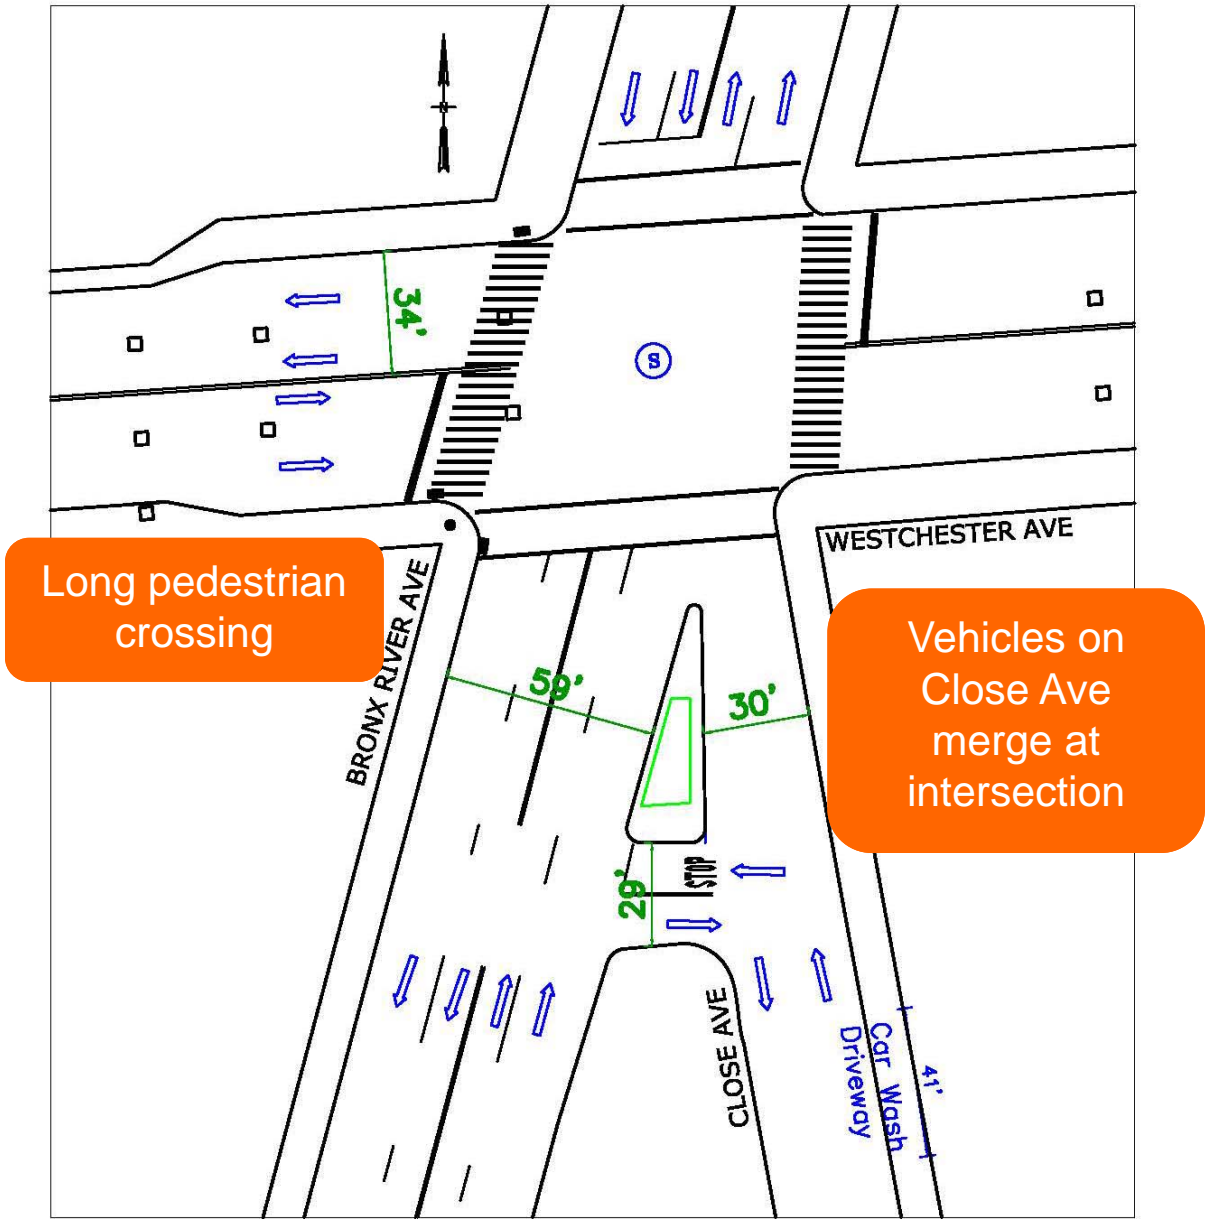 34'
S
WESTCHESTER AVE
Long pedestrian
crossing
BRONX RIVER AVE
59'
30'
Vehicles on
Close Ave
merge at
intersection
STOP
29'
CLOSE AVE
Car Wash
Driveway
41'